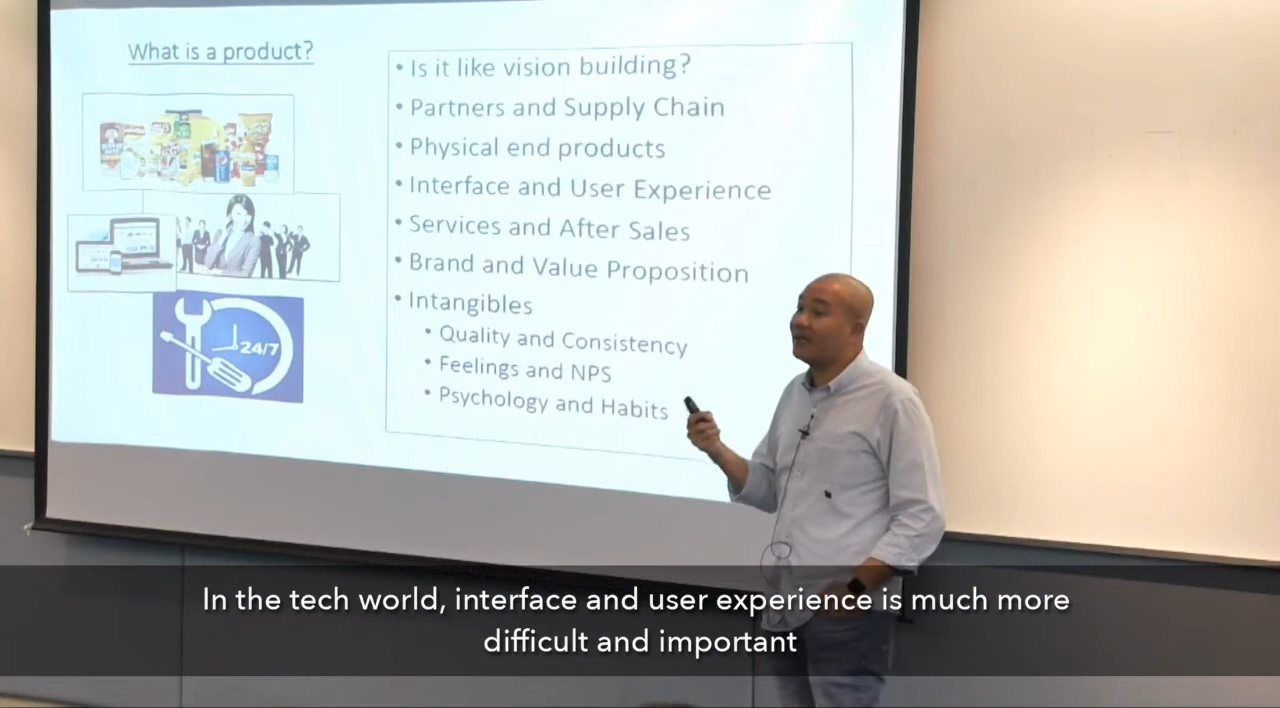 What is a product?
• Is it like vision building?
• Partners and Supply Chain
• Physical end products
• Interface and User Experience
• Services and After Sales
• Brand and Value Proposition
• Intangibles
• Quality and Consistency
• Feelings and NPS
• Psychology and Habits
24/7
In the tech world, interface and user experience is much more
difficult and important